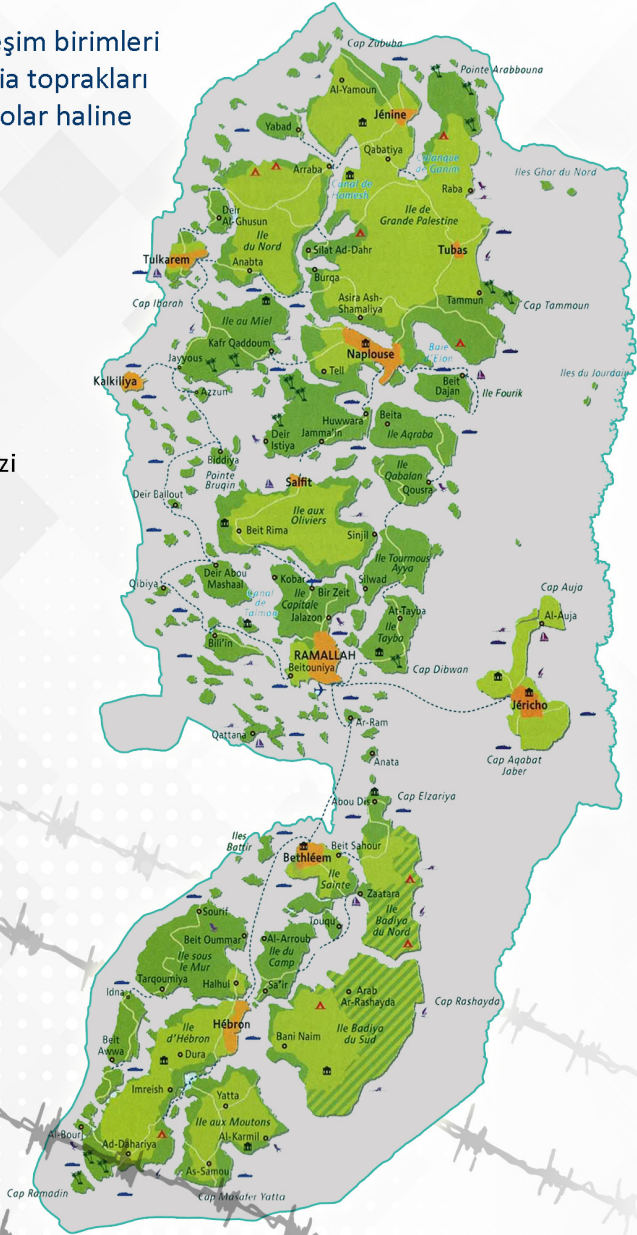 eşim birimleri
ia toprakları
olar haline
zi
Cap Zububa
Pointe Arabbouna
Al-Yamoun
Jénine
Yabad
Qabatiya
Calanque
de Ganim
Arraba
Canal de
Homesh
Raba
Iles Ghor du Nord
Deir
Al-Ghusun
Ile de
Grande Palestine
Ile
du Nord
Silat Ad-Dahr
Tubas
Tulkarem
Anabta
Burqa
Cap Ibarah
Asira Ash-
Shamaliya
Tammun
Cap Tammoun
Ile au Miel
Kafr Qaddoum
Naplouse
Baie
d'Elon
Jayyous
Tell
Iles du Jourdain
Kalkiliya
Azzun
Beit
Dajan
Ile Fourik
Huwwara
Beita
Deir
Istiya
Jamma'in
Ile Aqraba
Biddiya
Pointe
Bruqin
Ile
Qabalan
Salfit
Qousra
Deir Ballout
Ile aux
Oliviers
Beit Rima
Sinjil
Ile Tourmous
Ayya
Deir Abou
Mashaal
Kobar
Silwad
Qibiya
Canal
de
Talmon
Ile
Capitale
Bir Zeit
Cap Auja
Jalazon
At-Tayba
Al-Auja
Ile
Tayba
Bili'in
RAMALLAH
Beitouniya
Cap Dibwan
Jéricho
Ar-Ram
Qattana
Anata
Cap Aqabat
Jaber
Abou Dis
Cap Elzariya
Iles
Battir
Beit Sahour
Bethléem
Ile
Sainte
Zaatara
Sourif
Touqu'
Ile
Badiya
du Nord
Beit Oummar
Al-Arroub
Ile sous
le Mur
Ile du
Camp
Tarqoumiya
Halhul
Sa'ir
Idna
Arab
Ar-Rashayda
Cap Rashayda
Ile
d'Hébron
Hébron
Ile Badiya
du Sud
Beit
Awwa
Bani Naim
Dura
Imreish
Yatta
Ile aux Moutons
Al-Bourj
Al-Karmil
Ad-Dahariya
As-Samou
Cap Ramadin
Cap Masafer Yatta